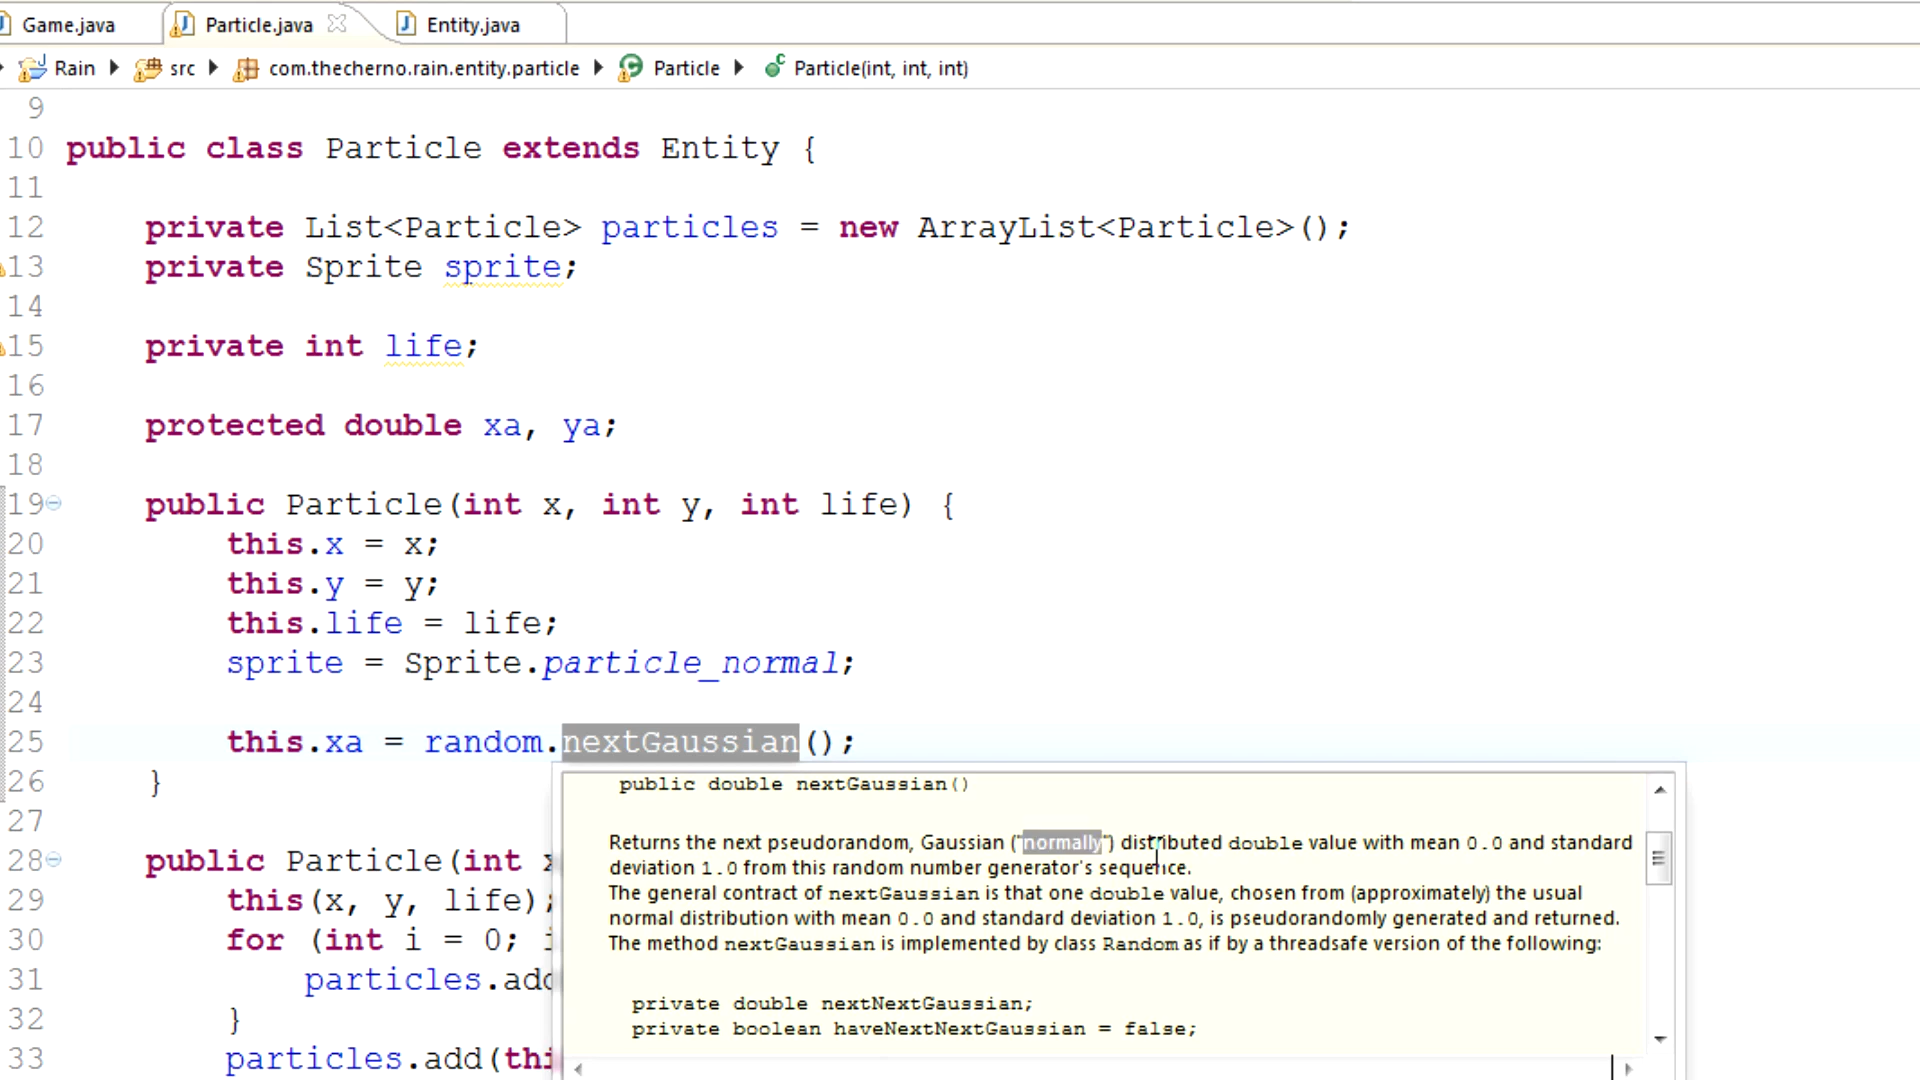 Game.java Particle.java Entity.java
Rain src com.thecherno.rain.entity.particle Particle Particle(int, int, int)
9
10 public class Particle extends Entity {
11
12 private List<Particle> particles = new ArrayList<Particle>();
13 private Sprite sprite;
14
15 private int life;
16
17 protected double xa, ya;
18
19 public Particle(int x, int y, int life) {
20 this.x = x;
21 this.y = y;
22 this.life = life;
23 sprite = Sprite.particle_normal;
24
25 this.xa = random.nextGaussian();
26 }
27
28 public Particle(int x
29 this(x, y, life);
30 for (int i = 0; i
31 particles.add
32 }
33 particles.add(thi
public double nextGaussian()
Returns the next pseudorandom, Gaussian ("normally") distributed double value with mean 0.0 and standard
deviation 1.0 from this random number generator's sequence.
The general contract of nextGaussian is that one double value, chosen from (approximately) the usual
normal distribution with mean 0.0 and standard deviation 1.0, is pseudorandomly generated and returned.
The method nextGaussian is implemented by class Random as if by a threadsafe version of the following:
private double nextNextGaussian;
private boolean haveNextNextGaussian = false;